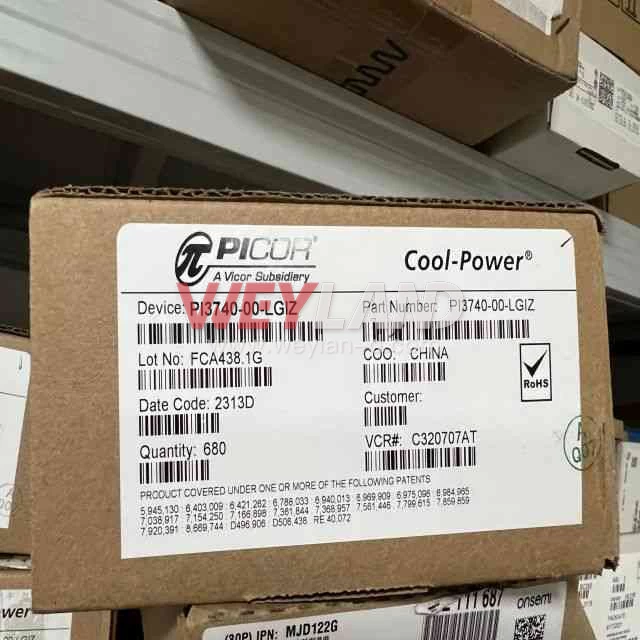 PICOR®
A Vicor Subsidiary
Cool-Power®
Device: PI3740-00-LGIZ
Part Number: PI3740-00-LGIZ
WEYLAND
Lot No: FCA438.1G
COO: CHINA
RoHS
Date Code: 2313D
Customer:
Quantity: 680
VCR#: C320707AT
PRODUCT COVERED UNDER ONE OR MORE OF THE FOLLOWING PATENTS
5,945,130 6,403,009 6,421,262 6,788,033 6,940,013 6,969,909 6,975,098 6,984,965
7,038,917 7,154,250 7,166,898 7,361,844 7,368,957 7,561,446 7,799,615 7,859,859
7,920,391 8,669,744 D496,906 D506,438 RE 40,072
111 687
onsemi
(30P) IPN: MJD122G